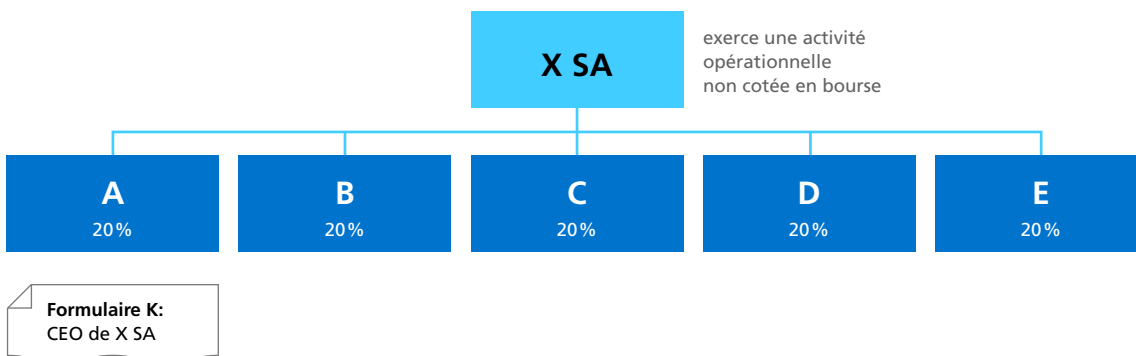 X SA
exerce une activité
opérationnelle
non cotée en bourse
A
20%
B
20%
C
20%
D
20%
E
20%
Formulaire K:
CEO de X SA